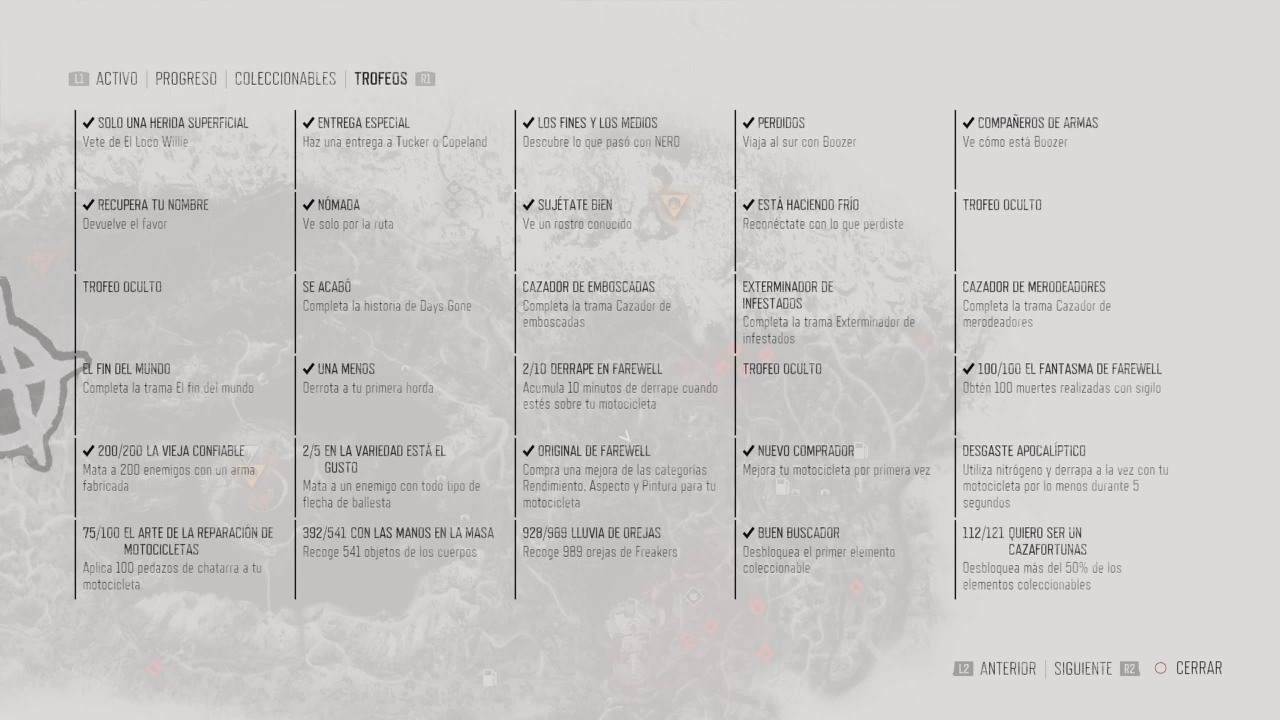 L1 ACTIVO | PROGRESO | COLECCIONABLES | TROFEOS R1
✔ SOLO UNA HERIDA SUPERFICIAL
Vete de El Loco Willie
✔ ENTREGA ESPECIAL
Haz una entrega a Tucker o Copeland
✔ LOS FINES Y LOS MEDIOS
Descubre lo que pasó con NERO
✔ PERDIDOS
Viaja al sur con Boozer
✔ COMPAÑEROS DE ARMAS
Ve cómo está Boozer
✔ RECUPERA TU NOMBRE
Devuelve el favor
✔ NÓMADA
Ve solo por la ruta
✔ SUJÉTATE BIEN
Ve un rostro conocido
✔ ESTÁ HACIENDO FRÍO
Reconéctate con lo que perdiste
TROFEO OCULTO
TROFEO OCULTO
SE ACABÓ
Completa la historia de Days Gone
CAZADOR DE EMBOSCADAS
Completa la trama Cazador de
emboscadas
EXTERMINADOR DE
INFESTADOS
Completa la trama Exterminador de
infestados
CAZADOR DE MERODEADORES
Completa la trama Cazador de
merodeadores
EL FIN DEL MUNDO
Completa la trama El fin del mundo
✔ UNA MENOS
Derrota a tu primera horda
2/10 DERRAPE EN FAREWELL
Acumula 10 minutos de derrape cuando
estés sobre tu motocicleta
TROFEO OCULTO
✔ 100/100 EL FANTASMA DE FAREWELL
Obtén 100 muertes realizadas con sigilo
✔ 200/200 LA VIEJA CONFIABLE
Mata a 200 enemigos con un arma
fabricada
2/5 EN LA VARIEDAD ESTÁ EL
GUSTO
Mata a un enemigo con todo tipo de
flecha de ballesta
✔ ORIGINAL DE FAREWELL
Compra una mejora de las categorías
Rendimiento, Aspecto y Pintura para tu
motocicleta
✔ NUEVO COMPRADOR
Mejora tu motocicleta por primera vez
DESGASTE APOCALÍPTICO
Utiliza nitrógeno y derrapa a la vez con tu
motocicleta por lo menos durante 5
segundos
75/100 EL ARTE DE LA REPARACIÓN DE
MOTOCICLETAS
Aplica 100 pedazos de chatarra a tu
motocicleta
392/541 CON LAS MANOS EN LA MASA
Recoge 541 objetos de los cuerpos
928/989 LLUVIA DE OREJAS
Recoge 989 orejas de Freakers
✔ BUEN BUSCADOR
Desbloquea el primer elemento
coleccionable
112/121 QUIERO SER UN
CAZAFORTUNAS
Desbloquea más del 50% de los
elementos coleccionables
L2 ANTERIOR | SIGUIENTE R2 CERRAR